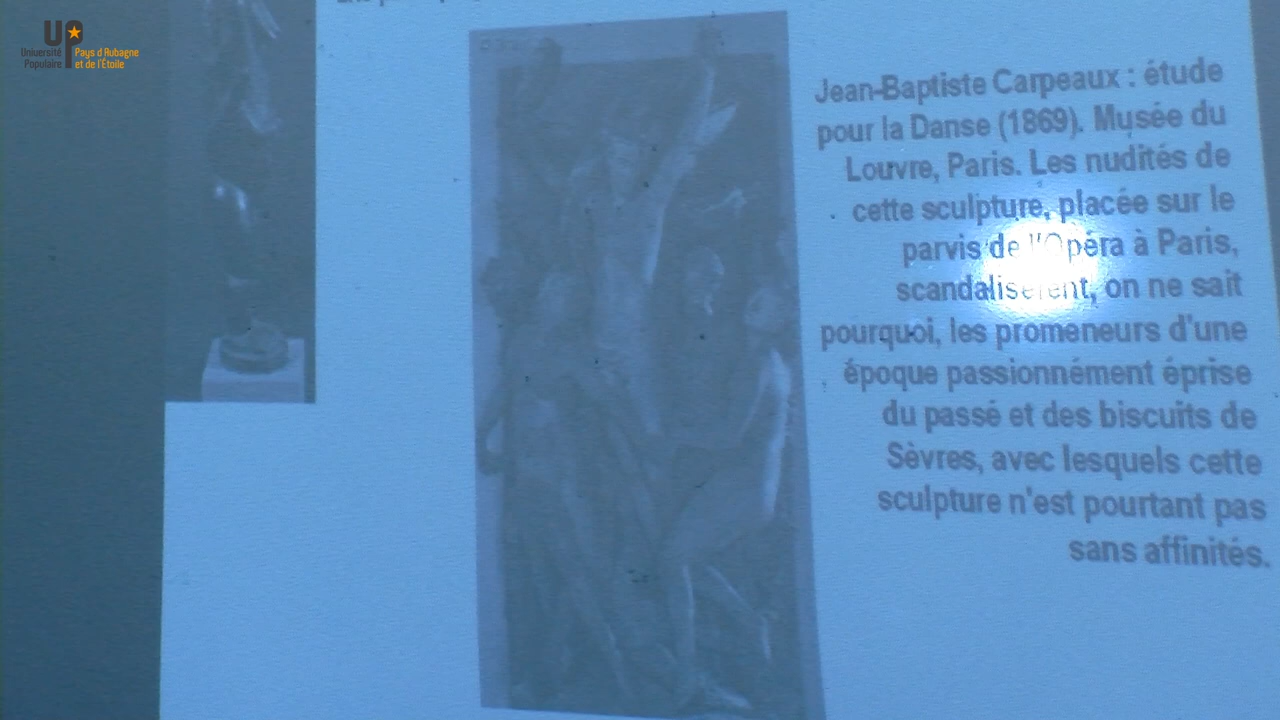 UP
Université Populaire
Pays d'Aubagne et de l'Étoile
Jean-Baptiste Carpeaux : étude
pour la Danse (1869). Musée du
Louvre, Paris. Les nudités de
cette sculpture, placée sur le
parvis de l'Opéra à Paris,
scandalisèrent, on ne sait
pourquoi, les promeneurs d'une
époque passionnément éprise
du passé et des biscuits de
Sèvres, avec lesquels cette
sculpture n'est pourtant pas
sans affinités.